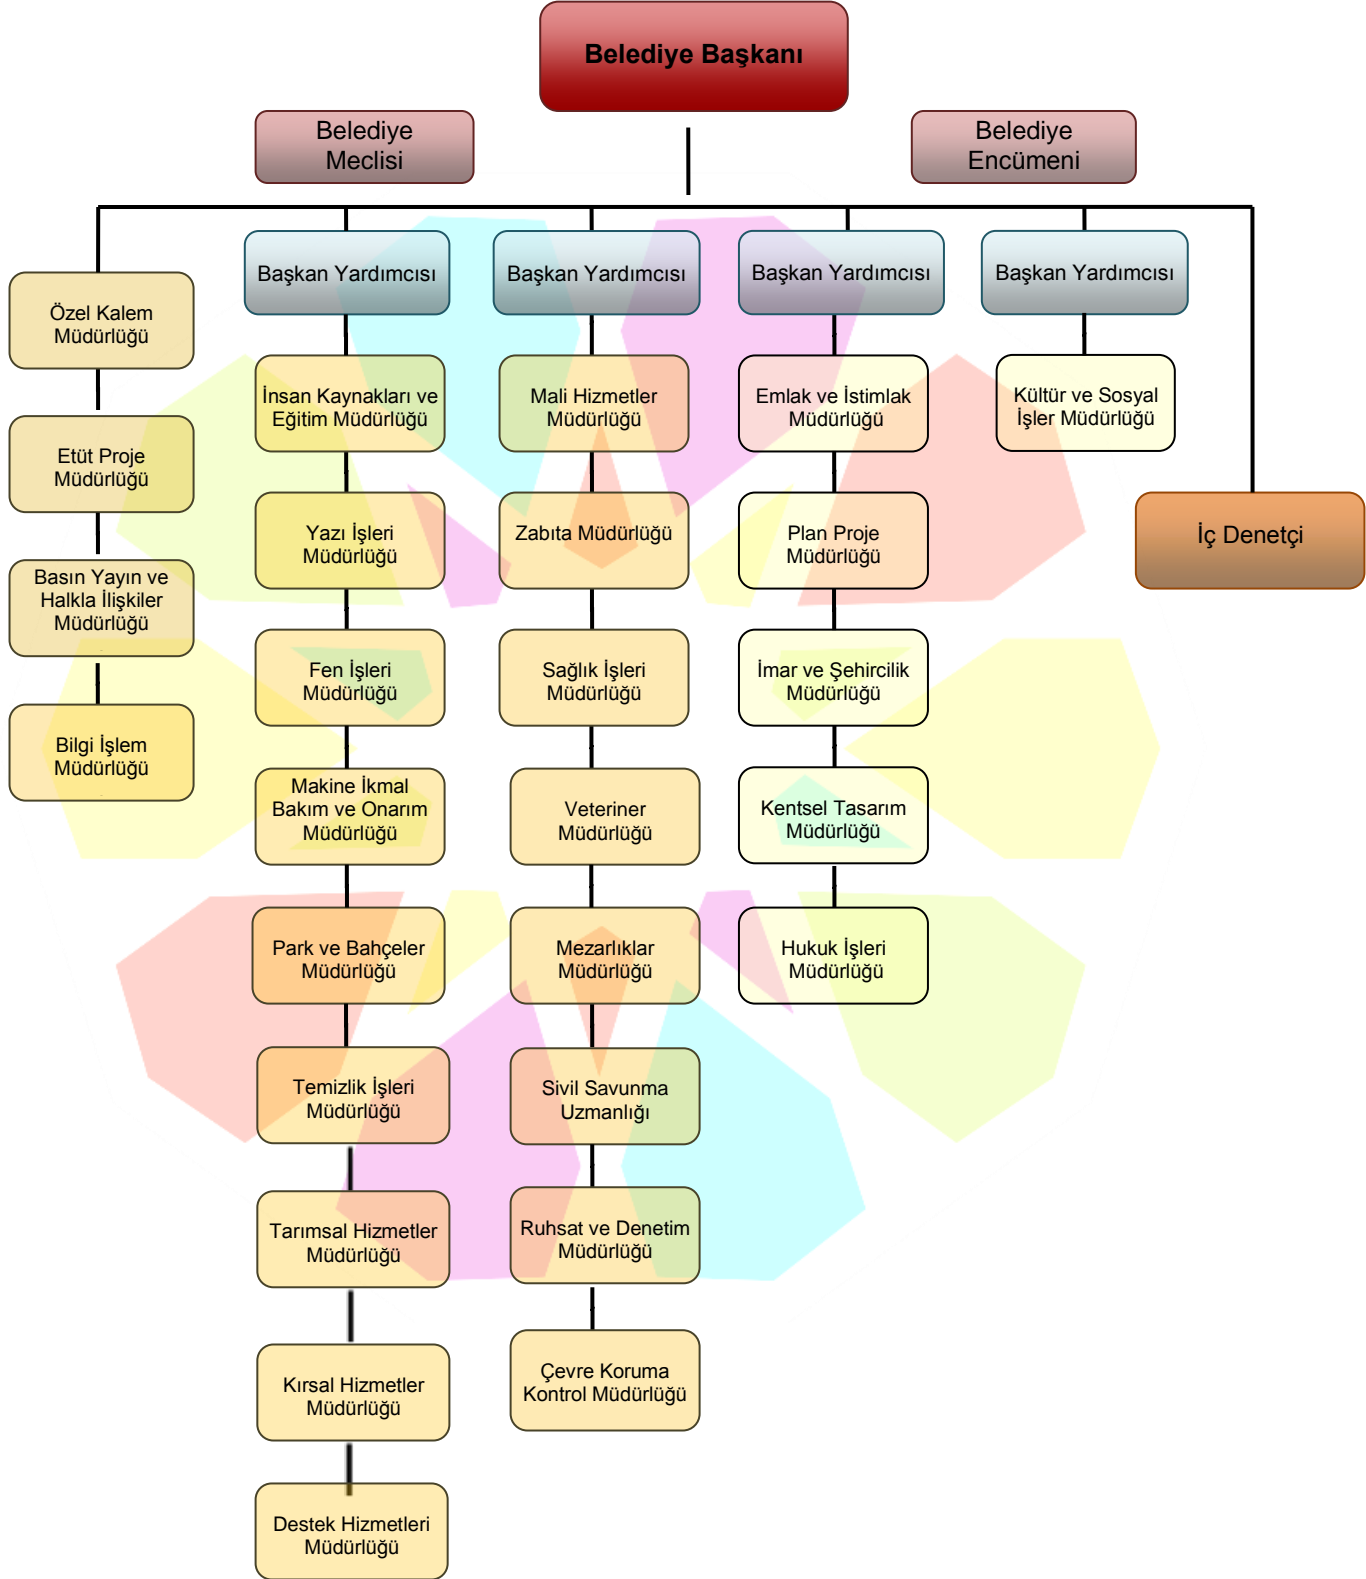 Belediye Başkanı
Belediye
Meclisi
Belediye
Encümeni
Özel Kalem
Müdürlüğü
Etüt Proje
Müdürlüğü
Basın Yayın ve
Halkla İlişkiler
Müdürlüğü
Bilgi İşlem
Müdürlüğü
Başkan Yardımcısı
İnsan Kaynakları ve
Eğitim Müdürlüğü
Yazı İşleri
Müdürlüğü
Fen İşleri
Müdürlüğü
Makine İkmal
Bakım ve Onarım
Müdürlüğü
Park ve Bahçeler
Müdürlüğü
Temizlik İşleri
Müdürlüğü
Tarımsal Hizmetler
Müdürlüğü
Kırsal Hizmetler
Müdürlüğü
Destek Hizmetleri
Müdürlüğü
Başkan Yardımcısı
Mali Hizmetler
Müdürlüğü
Zabıta Müdürlüğü
Sağlık İşleri
Müdürlüğü
Veteriner
Müdürlüğü
Mezarlıklar
Müdürlüğü
Sivil Savunma
Uzmanlığı
Ruhsat ve Denetim
Müdürlüğü
Çevre Koruma
Kontrol Müdürlüğü
Başkan Yardımcısı
Emlak ve İstimlak
Müdürlüğü
Plan Proje
Müdürlüğü
İmar ve Şehircilik
Müdürlüğü
Kentsel Tasarım
Müdürlüğü
Hukuk İşleri
Müdürlüğü
Başkan Yardımcısı
Kültür ve Sosyal
İşler Müdürlüğü
İç Denetçi